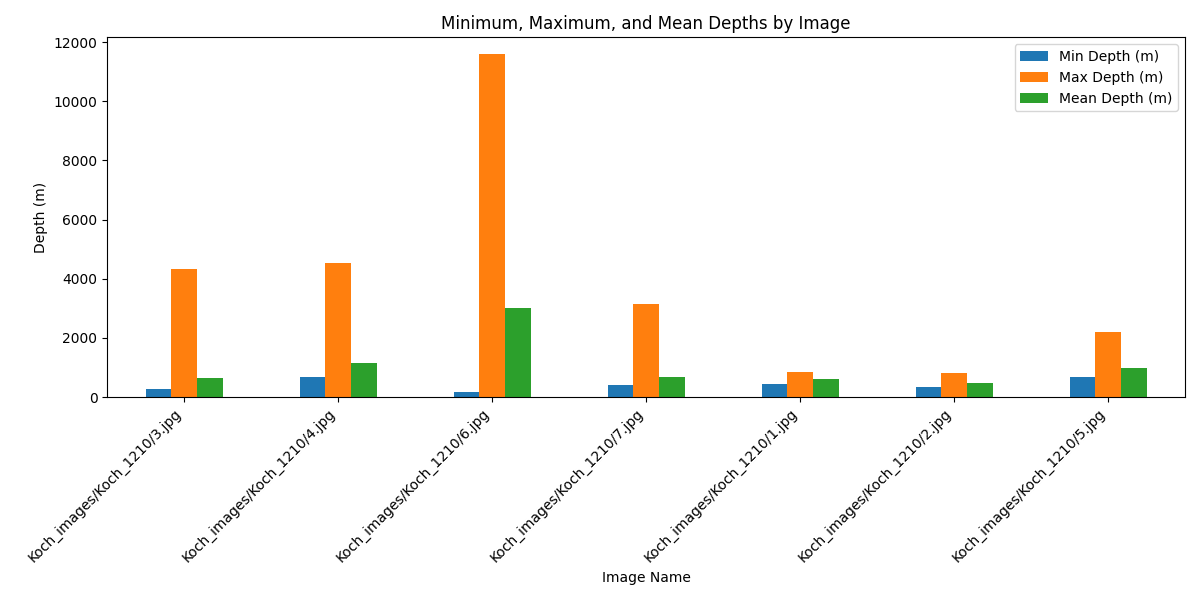 Minimum, Maximum, and Mean Depths by Image
Min Depth (m)
Max Depth (m)
Mean Depth (m)
Depth (m)
12000
10000
8000
6000
4000
2000
0
Koch_images/Koch_1210/3.jpg
Koch_images/Koch_1210/4.jpg
Koch_images/Koch_1210/6.jpg
Koch_images/Koch_1210/7.jpg
Koch_images/Koch_1210/1.jpg
Koch_images/Koch_1210/2.jpg
Koch_images/Koch_1210/5.jpg
Image Name